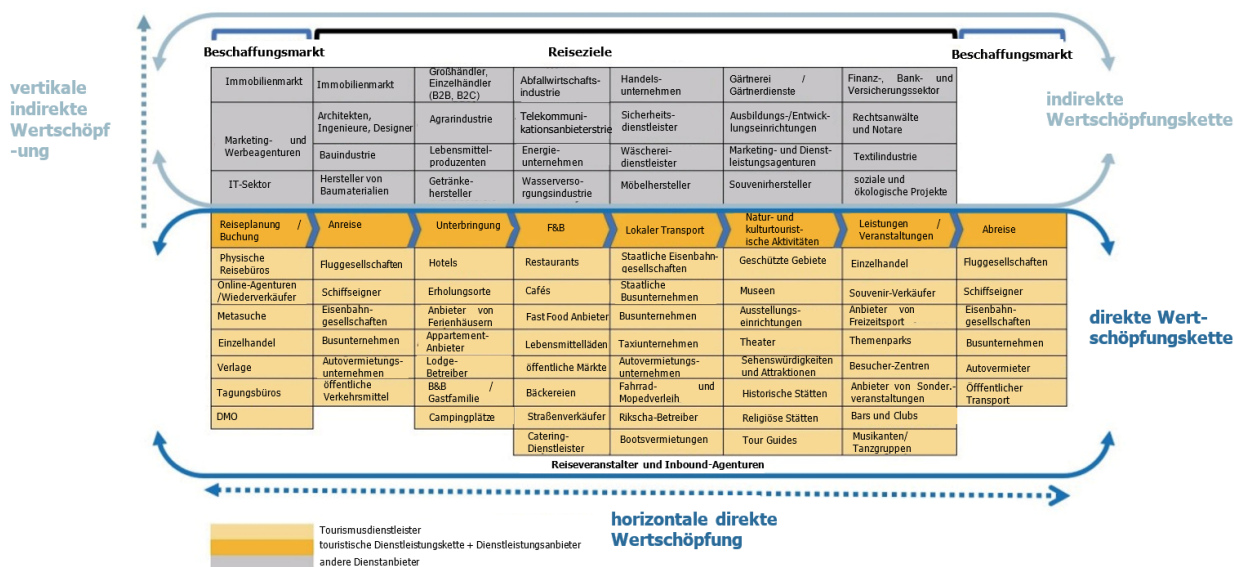 Beschaffungsmarkt
Reiseziele
Beschaffungsmarkt
vertikale
indirekte
Wertschöpf
-ung
indirekte
Wertschöpfungskette
Immobilienmarkt
Immobilienmarkt
Großhändler,
Einzelhändler
(B2B, B2C)
Abfallwirtschafts-
industrie
Handels-
unternehmen
Gärtnerei /
Gärtnerdienste
Finanz-, Bank- und
Versicherungssektor
Marketing- und
Werbeagenturen
Architekten,
Ingenieure, Designer
Agrarindustrie
Telekommuni-
kationsanbieterstrie
Sicherheits-
dienstleister
Ausbildungs-/Entwick-
lungseinrichtungen
Rechtsanwälte
und Notare
Bauindustrie
Lebensmittel-
produzenten
Energie-
unternehmen
Wäscherei-
dienstleister
Marketing- und Dienst-
leistungsagenturen
Textilindustrie
IT-Sektor
Hersteller von
Baumaterialien
Getränke-
hersteller
Wasserverso-
rgungsindustrie
Möbelhersteller
Souvenirhersteller
soziale und
ökologische Projekte
Reiseplanung /
Buchung
Anreise
Unterbringung
F&B
Lokaler Transport
Natur- und
kulturtourist-
ische Aktivitäten
Leistungen /
Veranstaltungen
Abreise
Physische
Reisebüros
Fluggesellschaften
Hotels
Restaurants
Staatliche Eisenbahn-
gesellschaften
Geschützte Gebiete
Einzelhandel
Fluggesellschaften
Online-Agenturen
/Wiederverkäufer
Schiffseigner
Erholungsorte
Cafés
Staatliche
Busunternehmen
Museen
Souvenir-Verkäufer
Schiffseigner
Metasuche
Eisenbahn-
gesellschaften
Anbieter von
Ferienhäusern
Fast Food Anbieter
Busunternehmen
Ausstellungs-
einrichtungen
Anbieter von
Freizeitsport
Eisenbahn-
gesellschaften
direkte Wert-
schöpfungskette
Einzelhandel
Busunternehmen
Appartement-
Anbieter
Lebensmittelläden
Taxiunternehmen
Theater
Themenparks
Busunternehmen
Verlage
Autovermietungs-
unternehmen
Lodge-
Betreiber
öffentliche Märkte
Autovermietungs-
unternehmen
Sehenswürdigkeiten
und Attraktionen
Besucher-Zentren
Autovermieter
Tagungsbüros
öffentliche
Verkehrsmittel
B&B /
Gastfamilie
Bäckereien
Fahrrad- und
Mopedverleih
Historische Stätten
Anbieter von Sonder.-
veranstaltungen
Öfffentlicher
Transport
DMO
Campingplätze
Straßenverkäufer
Rikscha-Betreiber
Religiöse Stätten
Bars und Clubs
Catering-
Dienstleister
Bootsvermietungen
Tour Guides
Musikanten/
Tanzgruppen
Reiseveranstalter und Inbound-Agenturen
horizontale direkte
Wertschöpfung
Tourismusdienstleister
touristische Dienstleistungskette + Dienstleistungsanbieter
andere Dienstanbieter